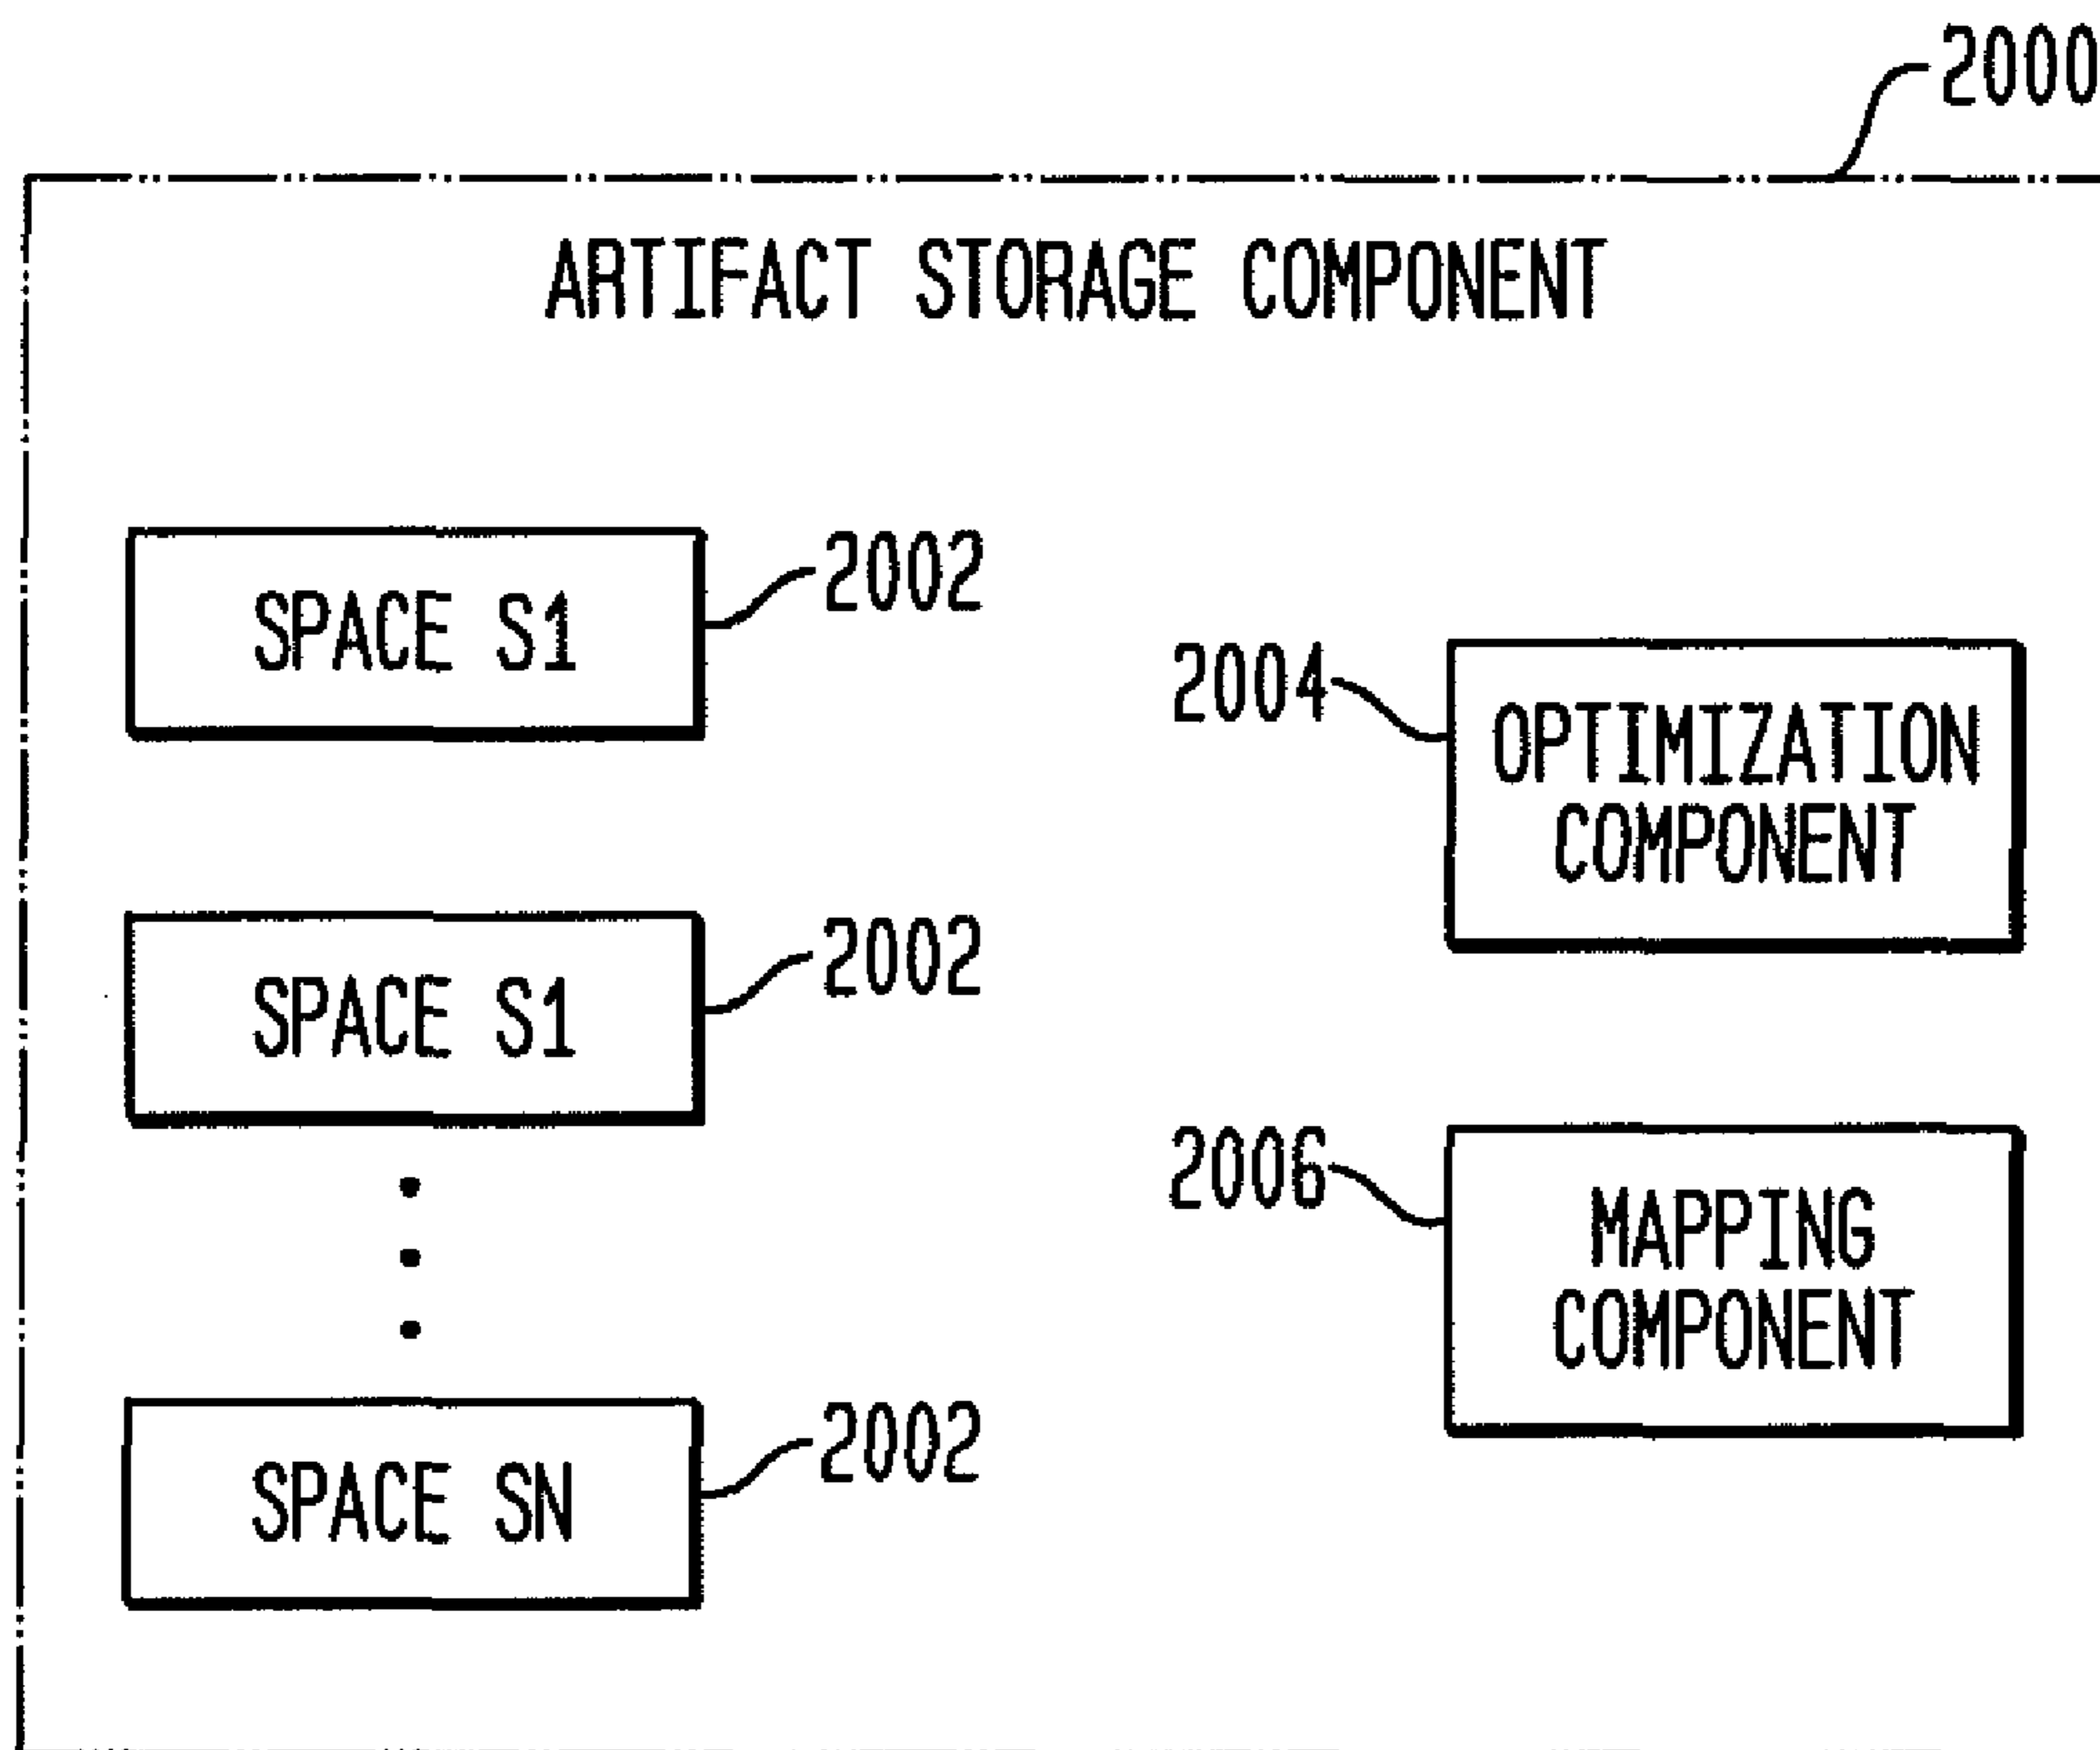 2000
ARTIFACT STORAGE COMPONENT
SPACE S1
2002
2004
OPTIMIZATION
COMPONENT
SPACE S1
2002
2006
MAPPING
COMPONENT
SPACE SN
2002